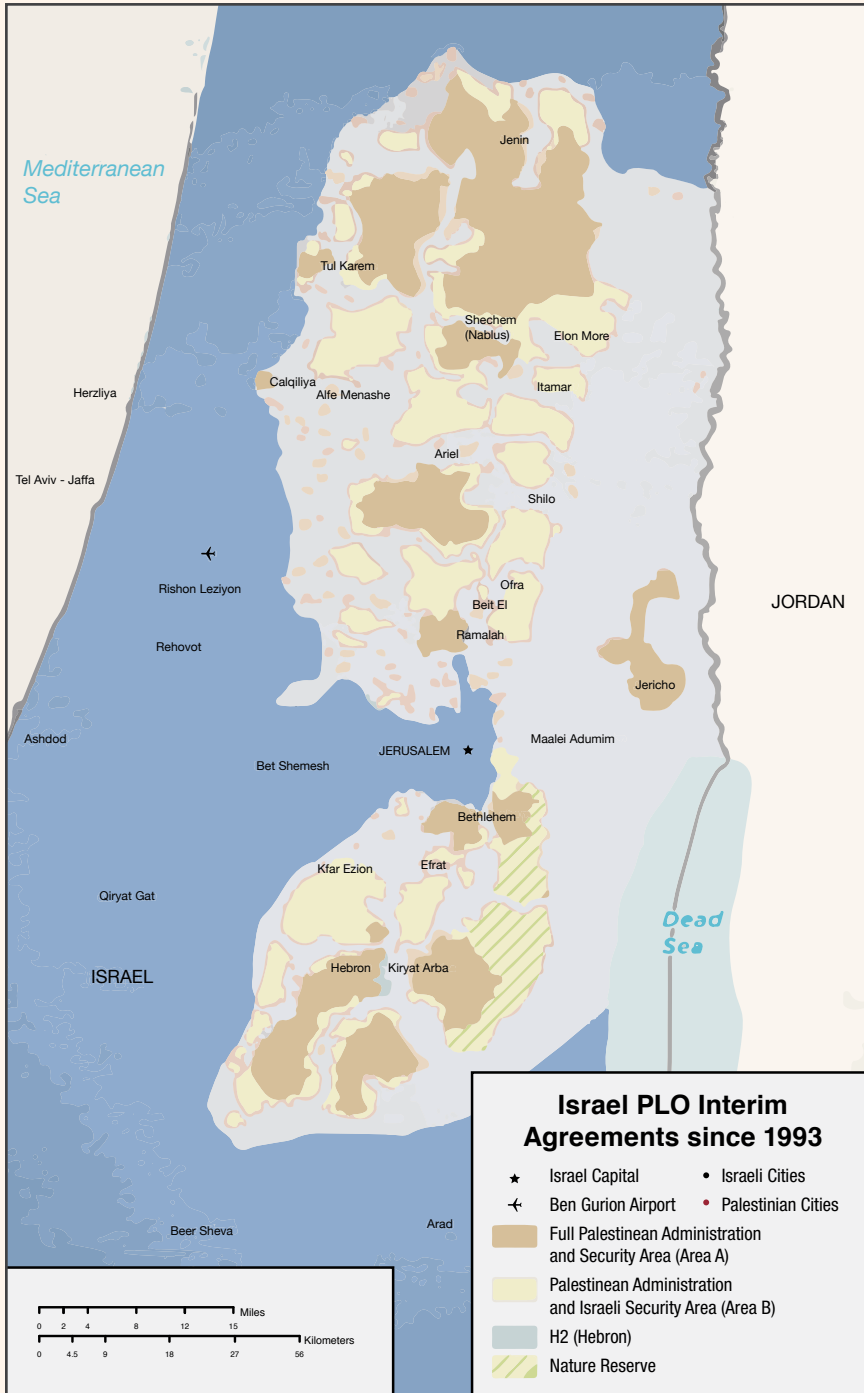 Mediterranean
Sea
Jenin
Tul Karem
Shechem
(Nablus)
Elon More
Calqiliya
Itamar
Herzliya
Alfe Menashe
Ariel
Tel Aviv - Jaffa
Shilo
Rishon Leziyon
Ofra
Beit El
JORDAN
Ramalah
Rehovot
Jericho
Ashdod
Maalei Adumim
JERUSALEM
Bet Shemesh
Bethlehem
Kfar Ezion
Efrat
Qiryat Gat
Dead
Sea
Hebron
Kiryat Arba
ISRAEL
Beer Sheva
Arad
Israel PLO Interim
Agreements since 1993
Israel Capital
Israeli Cities
Ben Gurion Airport
Palestinian Cities
Full Palestinean Administration
and Security Area (Area A)
Palestinean Administration
and Israeli Security Area (Area B)
H2 (Hebron)
Nature Reserve
Miles
0 2 4 8 12 15
Kilometers
0 4.5 9 18 27 56